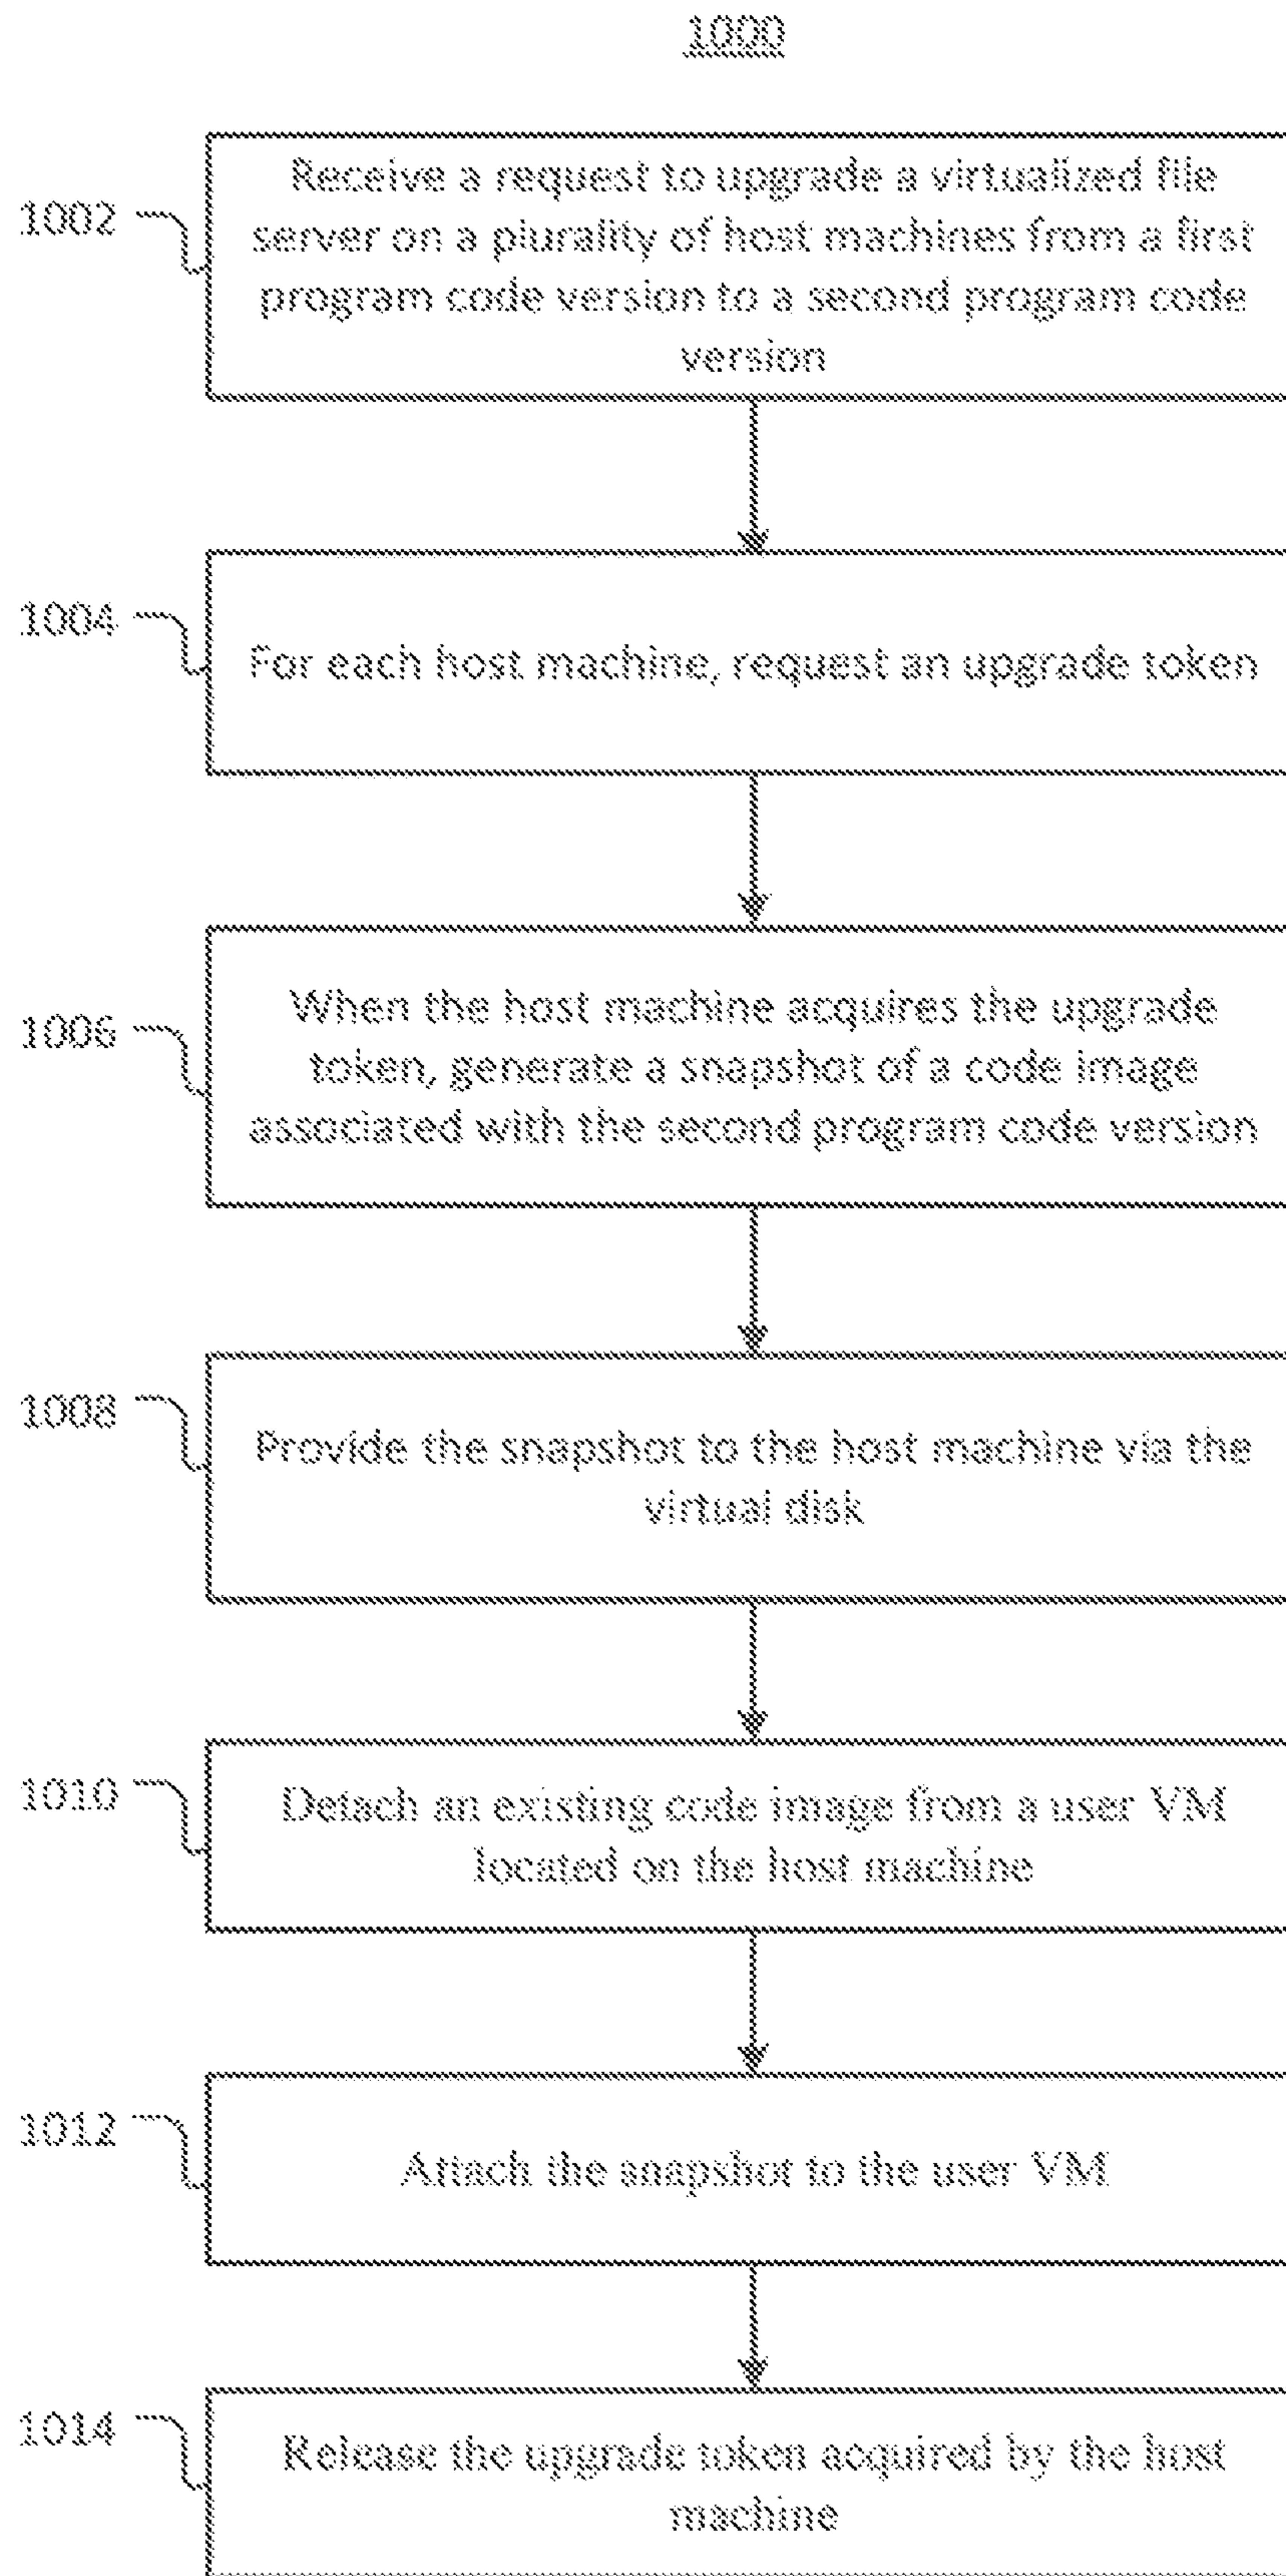 1000
Receive a request to upgrade a virtualized file
1002
server on a plurality of host machines from a first
program code version to a second program code
version
1004
For each host machine, request an upgrade token
When the host machine acquires the upgrade
1006
token, generate a snapshot of a code image
associated with the second program code version
1008
Provide the snapshot to the host machine via the
virtual disk
1010
Detach an existing code image from a user VM
located on the host machine
1012
Attach the snapshot to the user VM
1014
Release the upgrade token acquired by the host
machine